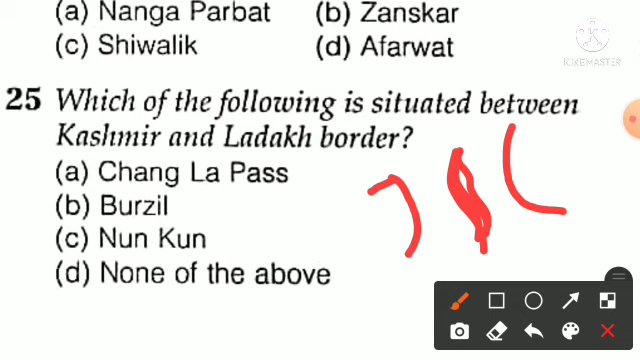 (a) Nanga Parbat (b) Zanskar
(c) Shiwalik (d) Afarwat
25 Which of the following is situated between
Kashmir and Ladakh border?
(a) Chang La Pass
(b) Burzil
(c) Nun Kun
(d) None of the above
KINEMASTER